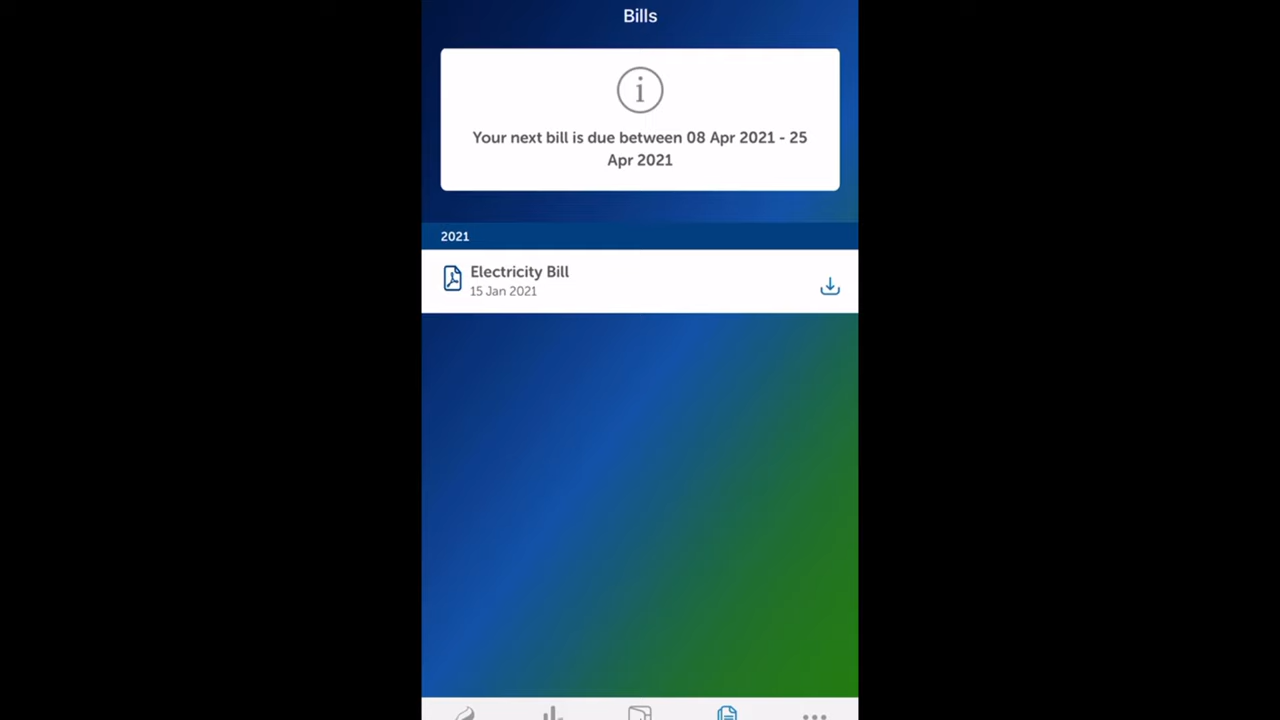 Bills
Your next bill is due between 08 Apr 2021 - 25
Apr 2021
2021
Electricity Bill
15 Jan 2021